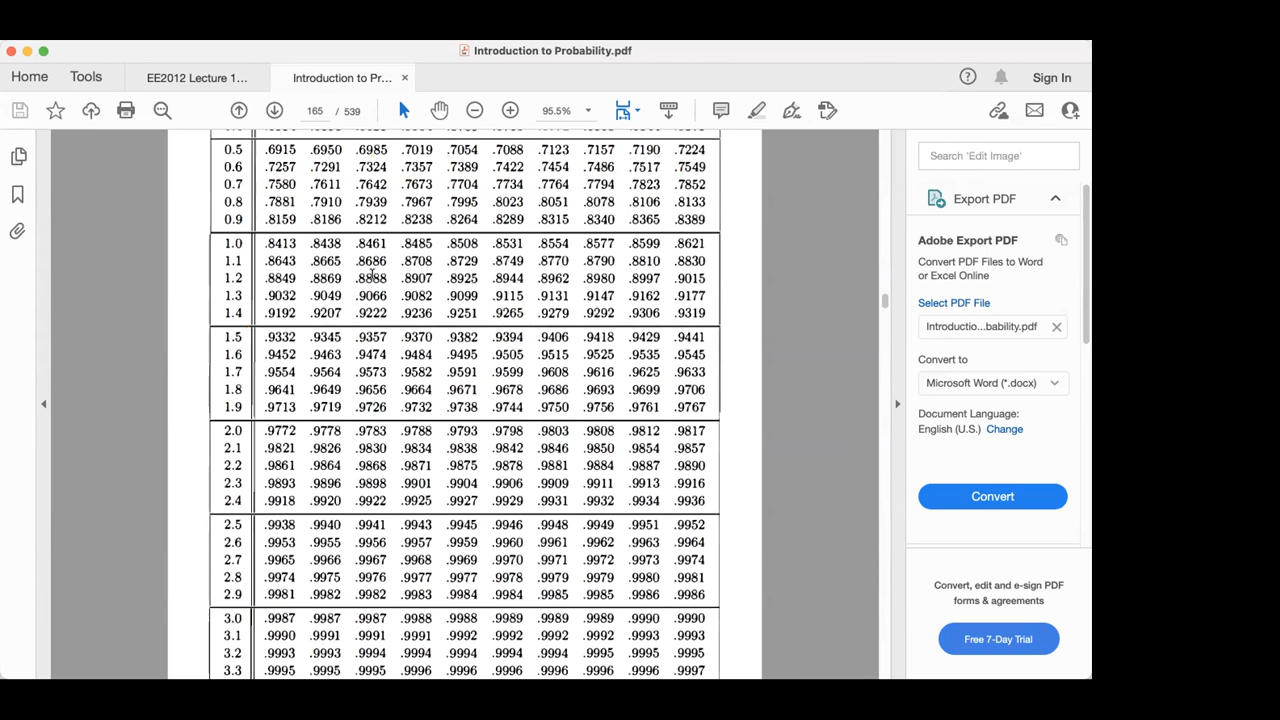 Introduction to Probability.pdf
Home Tools EE2012 Lecture 1... Introduction to Pr... × Sign In
165 / 539 95.5%
0.5 .6915 .6950 .6985 .7019 .7054 .7088 .7123 .7157 .7190 .7224
0.6 .7257 .7291 .7324 .7357 .7389 .7422 .7454 .7486 .7517 .7549
0.7 .7580 .7611 .7642 .7673 .7704 .7734 .7764 .7794 .7823 .7852
0.8 .7881 .7910 .7939 .7967 .7995 .8023 .8051 .8078 .8106 .8133
0.9 .8159 .8186 .8212 .8238 .8264 .8289 .8315 .8340 .8365 .8389
1.0 .8413 .8438 .8461 .8485 .8508 .8531 .8554 .8577 .8599 .8621
1.1 .8643 .8665 .8686 .8708 .8729 .8749 .8770 .8790 .8810 .8830
1.2 .8849 .8869 .8888 .8907 .8925 .8944 .8962 .8980 .8997 .9015
1.3 .9032 .9049 .9066 .9082 .9099 .9115 .9131 .9147 .9162 .9177
1.4 .9192 .9207 .9222 .9236 .9251 .9265 .9279 .9292 .9306 .9319
1.5 .9332 .9345 .9357 .9370 .9382 .9394 .9406 .9418 .9429 .9441
1.6 .9452 .9463 .9474 .9484 .9495 .9505 .9515 .9525 .9535 .9545
1.7 .9554 .9564 .9573 .9582 .9591 .9599 .9608 .9616 .9625 .9633
1.8 .9641 .9649 .9656 .9664 .9671 .9678 .9686 .9693 .9699 .9706
1.9 .9713 .9719 .9726 .9732 .9738 .9744 .9750 .9756 .9761 .9767
2.0 .9772 .9778 .9783 .9788 .9793 .9798 .9803 .9808 .9812 .9817
2.1 .9821 .9826 .9830 .9834 .9838 .9842 .9846 .9850 .9854 .9857
2.2 .9861 .9864 .9868 .9871 .9875 .9878 .9881 .9884 .9887 .9890
2.3 .9893 .9896 .9898 .9901 .9904 .9906 .9909 .9911 .9913 .9916
2.4 .9918 .9920 .9922 .9925 .9927 .9929 .9931 .9932 .9934 .9936
2.5 .9938 .9940 .9941 .9943 .9945 .9946 .9948 .9949 .9951 .9952
2.6 .9953 .9955 .9956 .9957 .9959 .9960 .9961 .9962 .9963 .9964
2.7 .9965 .9966 .9967 .9968 .9969 .9970 .9971 .9972 .9973 .9974
2.8 .9974 .9975 .9976 .9977 .9977 .9978 .9979 .9979 .9980 .9981
2.9 .9981 .9982 .9982 .9983 .9984 .9984 .9985 .9985 .9986 .9986
3.0 .9987 .9987 .9987 .9988 .9988 .9989 .9989 .9989 .9990 .9990
3.1 .9990 .9991 .9991 .9991 .9992 .9992 .9992 .9992 .9993 .9993
3.2 .9993 .9993 .9994 .9994 .9994 .9994 .9994 .9995 .9995 .9995
3.3 .9995 .9995 .9995 .9996 .9996 .9996 .9996 .9996 .9996 .9997
Search 'Edit Image'
Export PDF
Adobe Export PDF
Convert PDF Files to Word
or Excel Online
Select PDF File
Introductio...bability.pdf
Convert to
Microsoft Word (*.docx)
Document Language:
English (U.S.) Change
Convert
Convert, edit and e-sign PDF
forms & agreements
Free 7-Day Trial